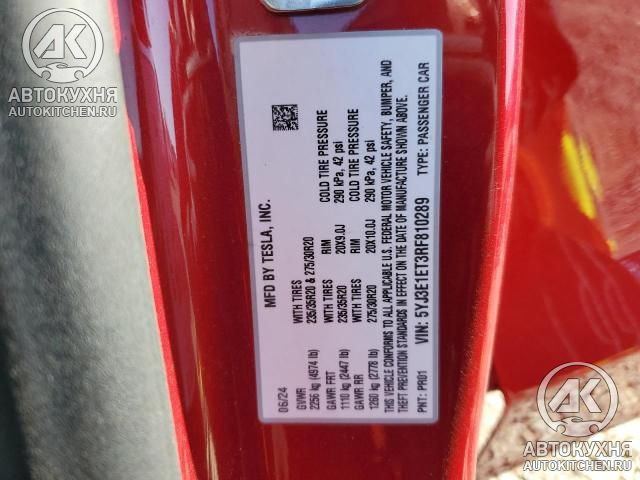 AK
АВТОКУХНЯ
AUTOKITCHEN.RU
MFD BY TESLA, INC.
06/24
GVWR
2256 kg (4974 lb)
WITH TIRES
235/35R20 & 275/30R20
COLD TIRE PRESSURE
290 kPa, 42 psi
GAWR FRT
1110 kg (2447 lb)
WITH TIRES
235/35R20
RIM
20X9.0J
COLD TIRE PRESSURE
290 kPa, 42 psi
GAWR RR
1260 kg (2778 lb)
WITH TIRES
275/30R20
RIM
20X10.0J
THIS VEHICLE CONFORMS TO ALL APPLICABLE U.S. FEDERAL MOTOR VEHICLE SAFETY, BUMPER, AND
THEFT PREVENTION STANDARDS IN EFFECT ON THE DATE OF MANUFACTURE SHOWN ABOVE.
VIN: 5YJ3E1ET3RF810289
TYPE: PASSENGER CAR
PNT: PR01
AK
АВТОКУХНЯ
AUTOKITCHEN.RU